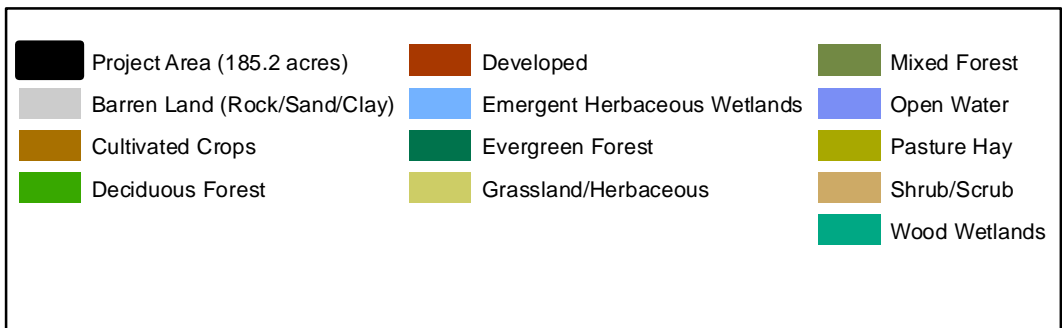 Project Area (185.2 acres)
Barren Land (Rock/Sand/Clay)
Cultivated Crops
Deciduous Forest
Developed
Emergent Herbaceous Wetlands
Evergreen Forest
Grassland/Herbaceous
Mixed Forest
Open Water
Pasture Hay
Shrub/Scrub
Wood Wetlands